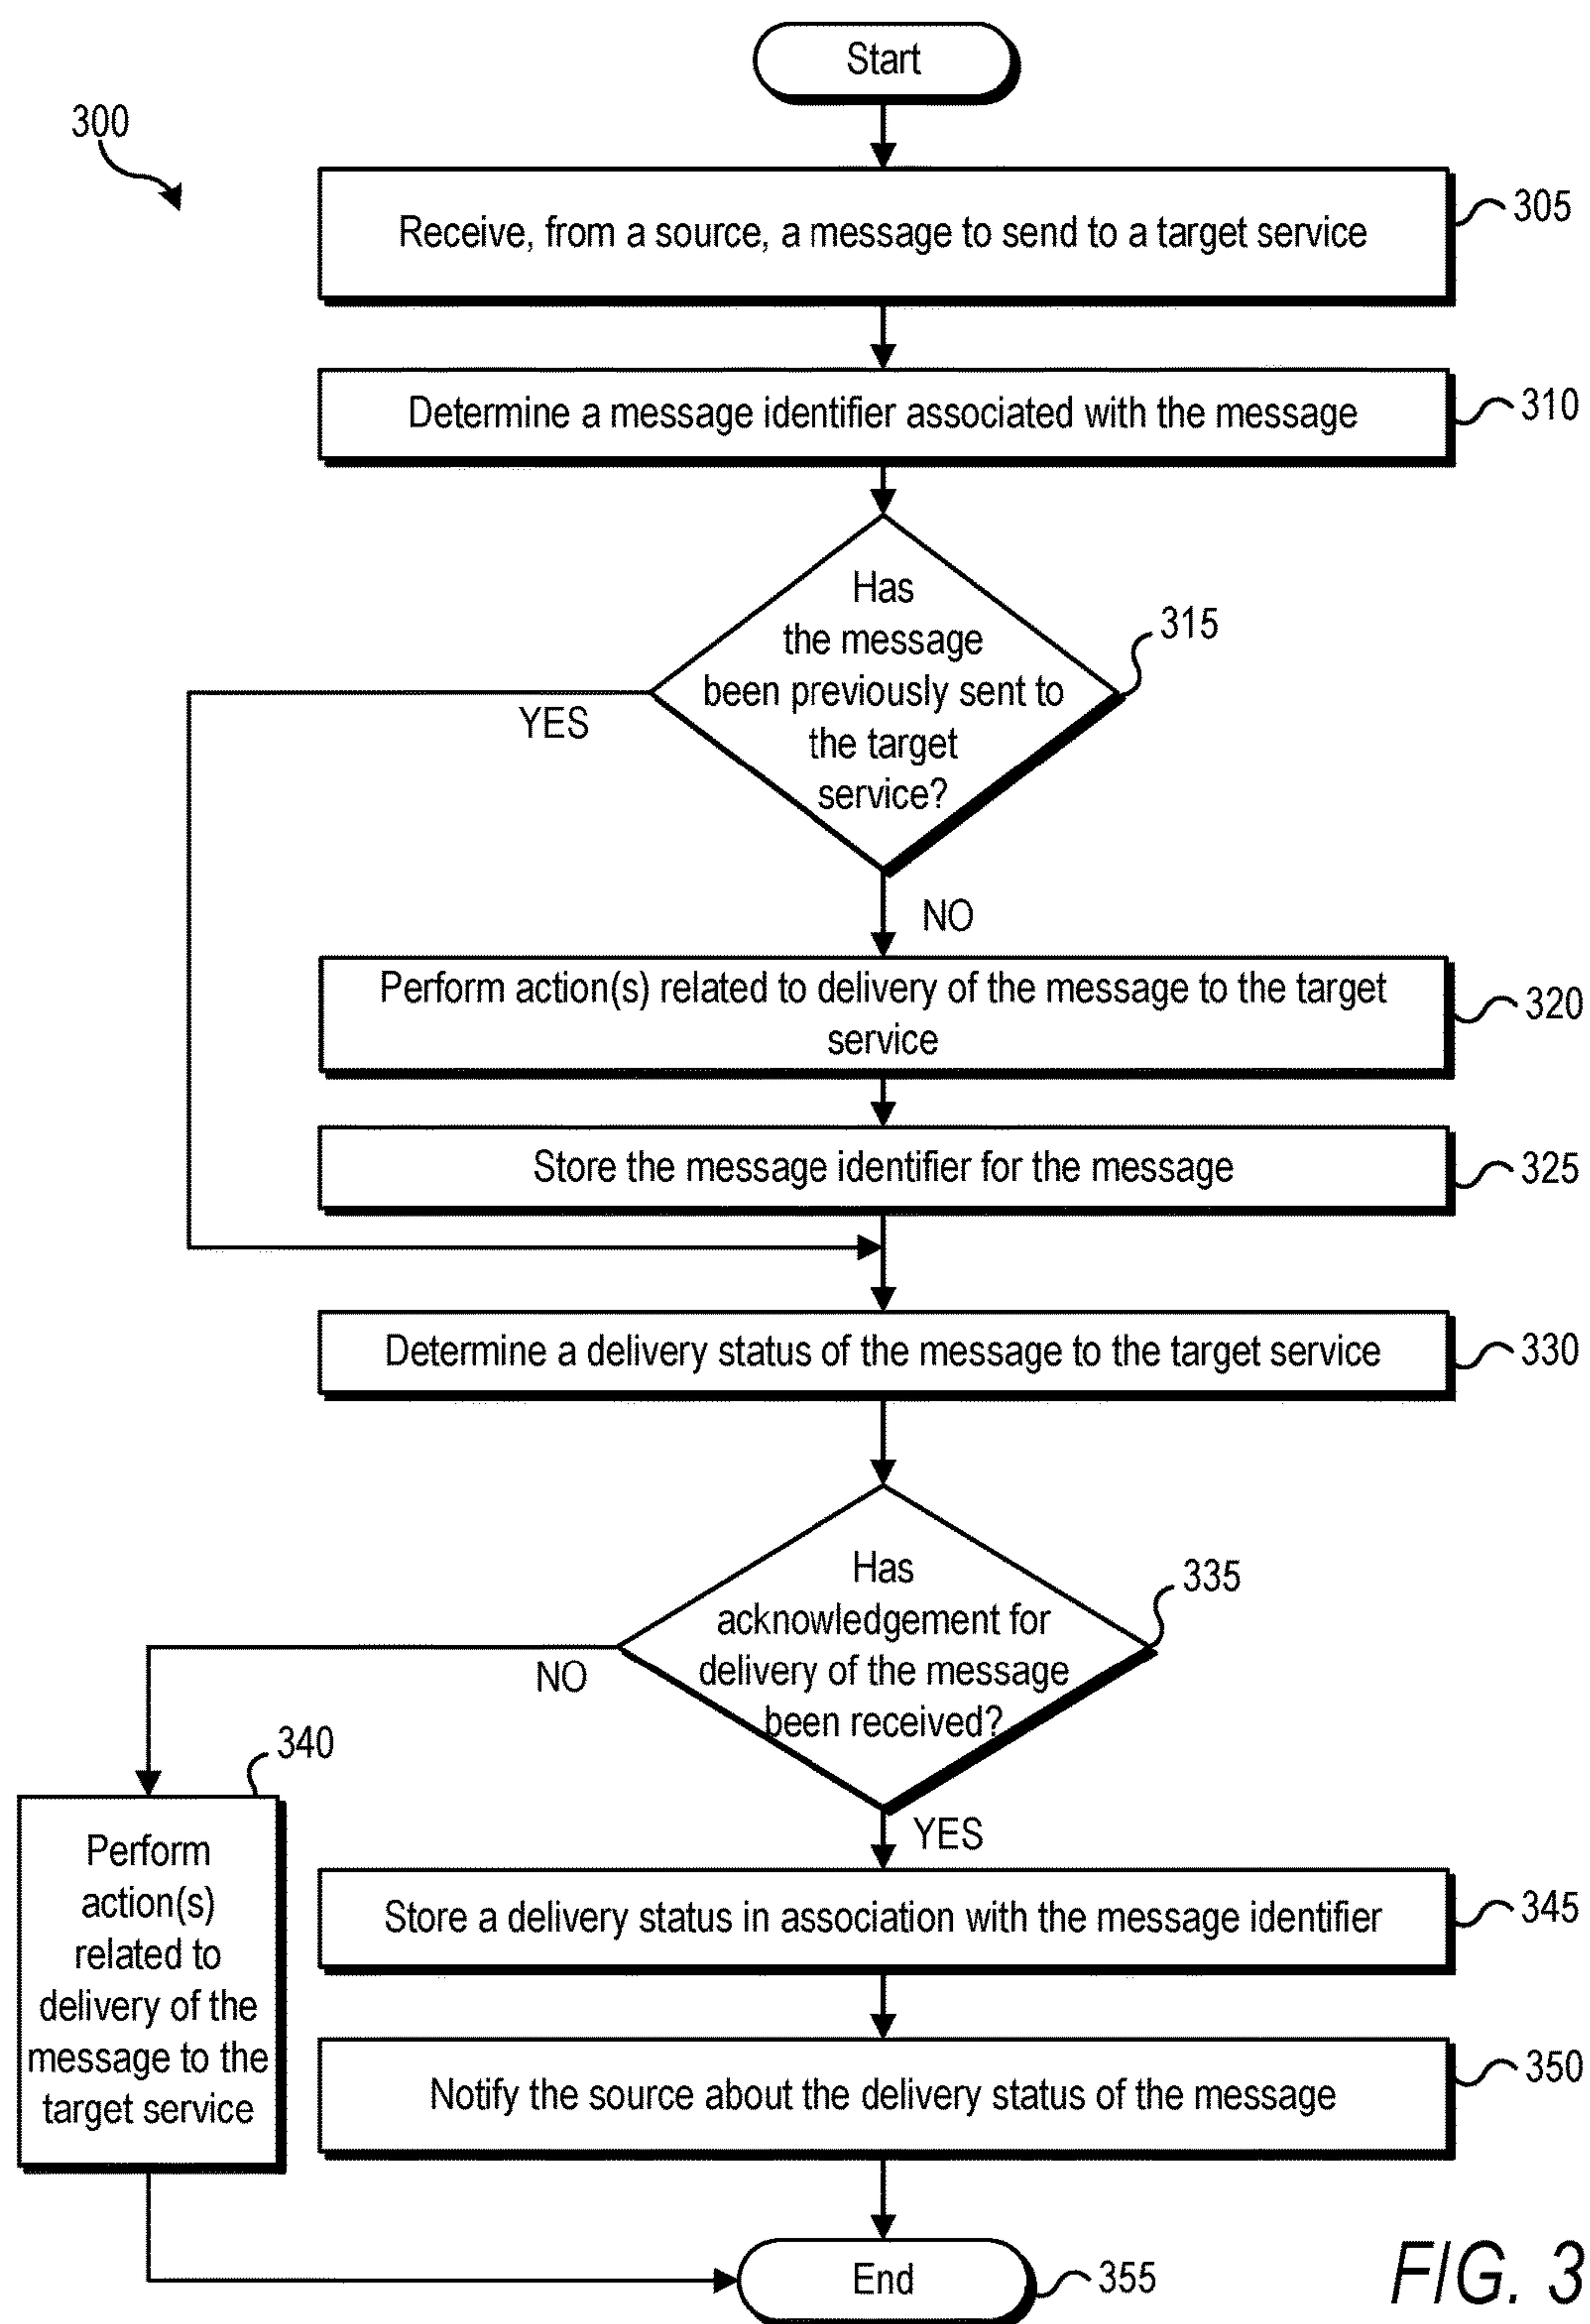 Start
300
Receive, from a source, a message to send to a target service
305
Determine a message identifier associated with the message
310
Has
the message
been previously sent to
the target
service?
315
YES
NO
Perform action(s) related to delivery of the message to the target
service
320
Store the message identifier for the message
325
Determine a delivery status of the message to the target service
330
Has
acknowledgement for
delivery of the message
been received?
335
NO
YES
340
Perform
action(s)
related to
delivery of the
message to the
target service
Store a delivery status in association with the message identifier
345
Notify the source about the delivery status of the message
350
End
355
FIG. 3